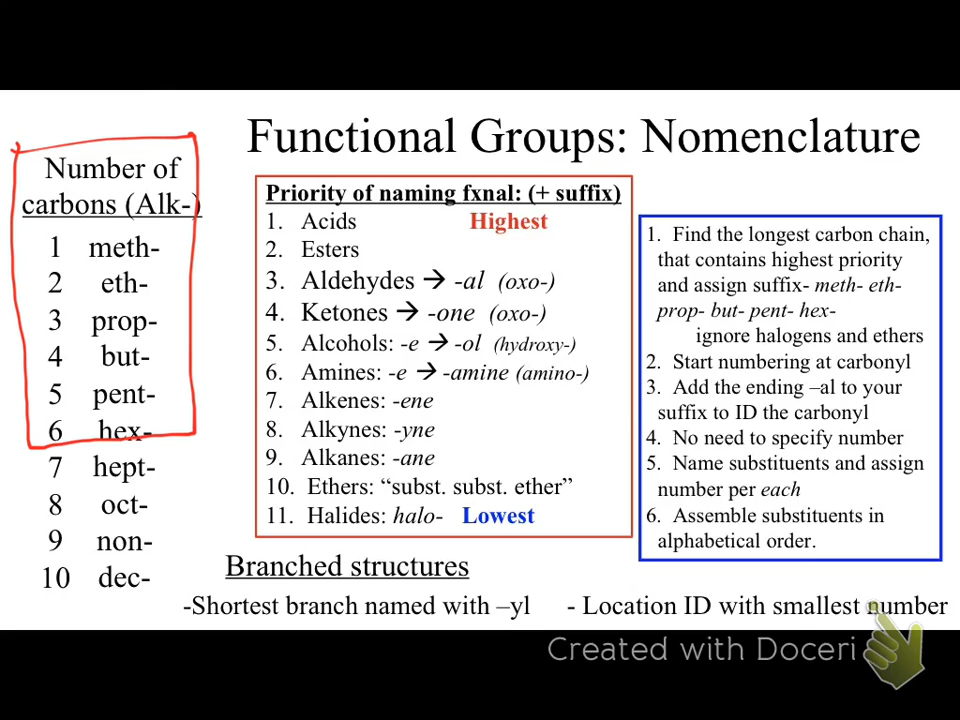 Functional Groups: Nomenclature
Number of
carbons (Alk-)
1 meth-
2 eth-
3 prop-
4 but-
5 pent-
6 hex-
7 hept-
8 oct-
9 non-
10 dec-
Priority of naming fxnal: (+ suffix)
1. Acids Highest
2. Esters
3. Aldehydes → -al (oxo-)
4. Ketones → -one (oxo-)
5. Alcohols: -e → -ol (hydroxy-)
6. Amines: -e → -amine (amino-)
7. Alkenes: -ene
8. Alkynes: -yne
9. Alkanes: -ane
10. Ethers: “subst. subst. ether”
11. Halides: halo- Lowest
1. Find the longest carbon chain,
that contains highest priority
and assign suffix- meth- eth-
prop- but- pent- hex-
ignore halogens and ethers
2. Start numbering at carbonyl
3. Add the ending –al to your
suffix to ID the carbonyl
4. No need to specify number
5. Name substituents and assign
number per each
6. Assemble substituents in
alphabetical order.
Branched structures
-Shortest branch named with –yl
- Location ID with smallest number
Created with Doceri